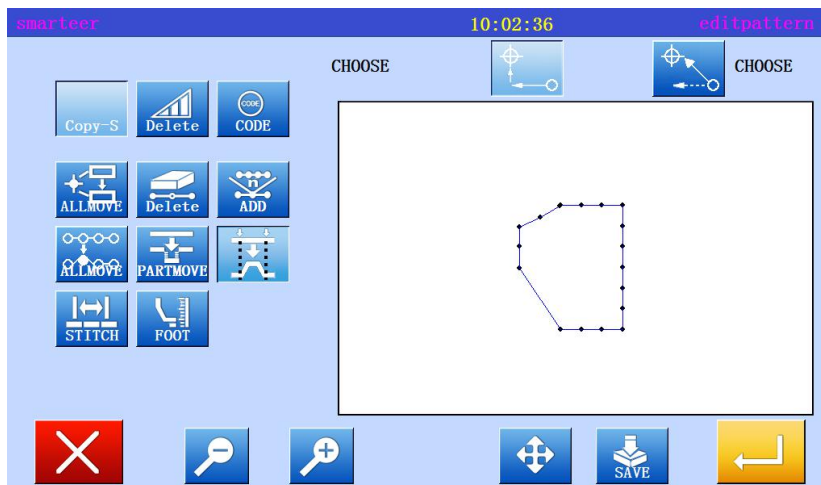 smarteer 10:02:36 editpattern
CHOOSE CHOOSE
Copy-S Delete CODE CODE
ALLMOVE Delete n ADD
ALLMOVE PARTMOVE
STITCH FOOT
SAVE